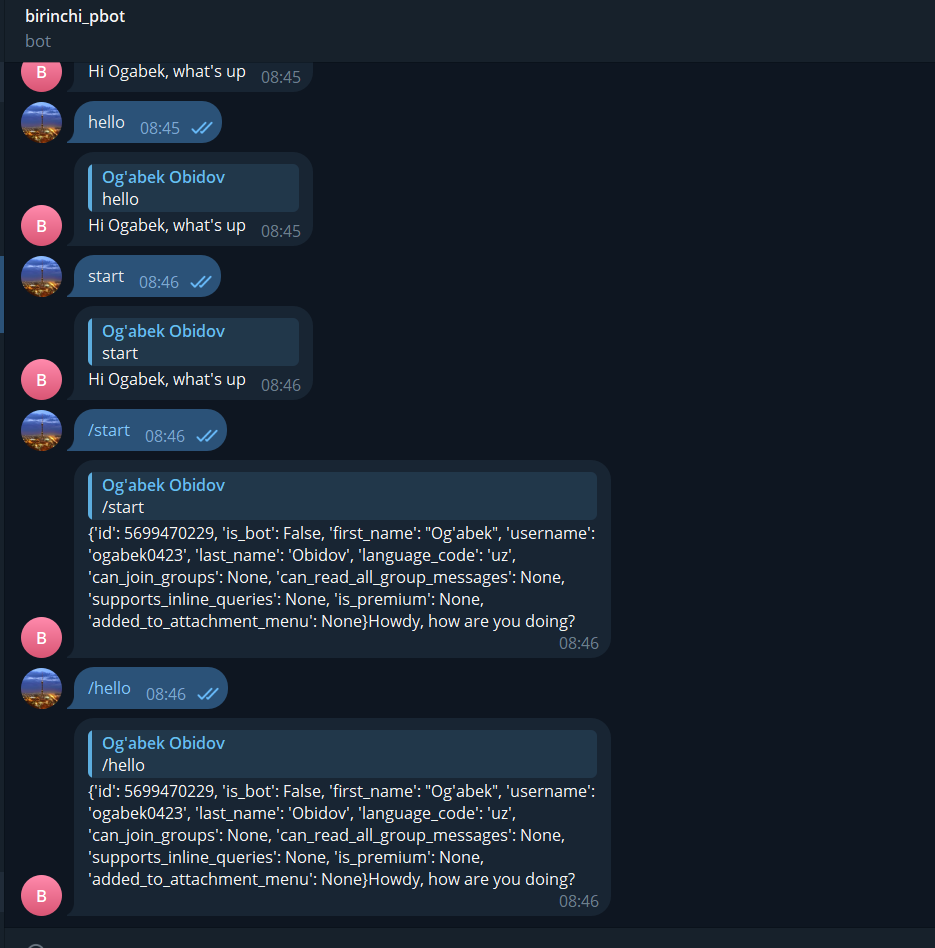 birinchi_pbot
bot
B
Hi Ogabek, what's up 08:45
hello 08:45
Og'abek Obidov
hello
B
Hi Ogabek, what's up 08:45
start 08:46
Og'abek Obidov
start
B
Hi Ogabek, what's up 08:46
/start 08:46
Og'abek Obidov
/start
{'id': 5699470229, 'is_bot': False, 'first_name': "Og'abek", 'username':
'ogabek0423', 'last_name': 'Obidov', 'language_code': 'uz',
'can_join_groups': None, 'can_read_all_group_messages': None,
'supports_inline_queries': None, 'is_premium': None,
'added_to_attachment_menu': None}Howdy, how are you doing?
B
08:46
/hello 08:46
Og'abek Obidov
/hello
{'id': 5699470229, 'is_bot': False, 'first_name': "Og'abek", 'username':
'ogabek0423', 'last_name': 'Obidov', 'language_code': 'uz',
'can_join_groups': None, 'can_read_all_group_messages': None,
'supports_inline_queries': None, 'is_premium': None,
'added_to_attachment_menu': None}Howdy, how are you doing?
B
08:46